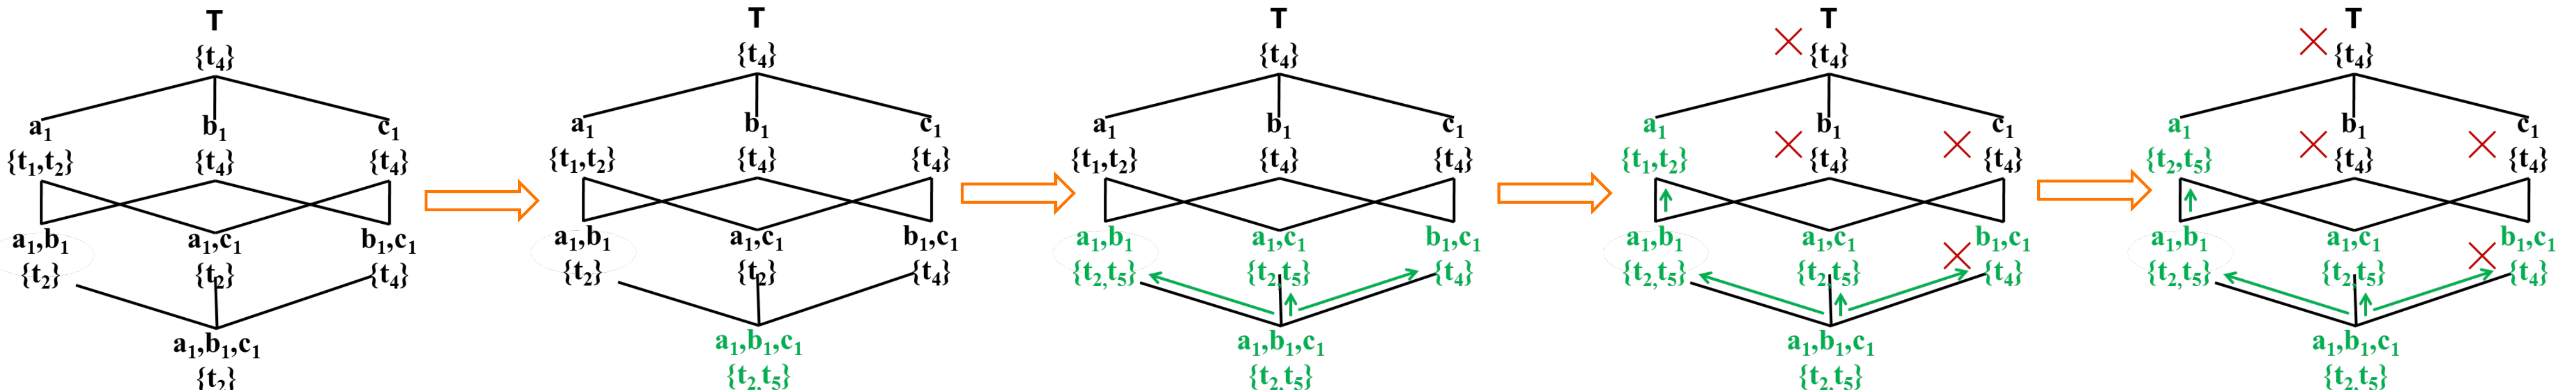 T
{t₄}
a₁ b₁ c₁
{t₁,t₂} {t₄} {t₄}
a₁,b₁ a₁,c₁ b₁,c₁
{t₂} {t₂} {t₄}
a₁,b₁,c₁
{t₂}
T
{t₄}
a₁ b₁ c₁
{t₁,t₂} {t₄} {t₄}
a₁,b₁ a₁,c₁ b₁,c₁
{t₂} {t₂} {t₄}
a₁,b₁,c₁
{t₂,t₅}
T
{t₄}
a₁ b₁ c₁
{t₁,t₂} {t₄} {t₄}
a₁,b₁ a₁,c₁ b₁,c₁
{t₂,t₅} {t₂,t₅} {t₄}
a₁,b₁,c₁
{t₂,t₅}
T
{t₄}
a₁ b₁ c₁
{t₁,t₂} {t₄} {t₄}
a₁,b₁ a₁,c₁ b₁,c₁
{t₂,t₅} {t₂,t₅} {t₄}
a₁,b₁,c₁
{t₂,t₅}
T
{t₄}
a₁ b₁ c₁
{t₂,t₅} {t₄} {t₄}
a₁,b₁ a₁,c₁ b₁,c₁
{t₂,t₅} {t₂,t₅} {t₄}
a₁,b₁,c₁
{t₂,t₅}